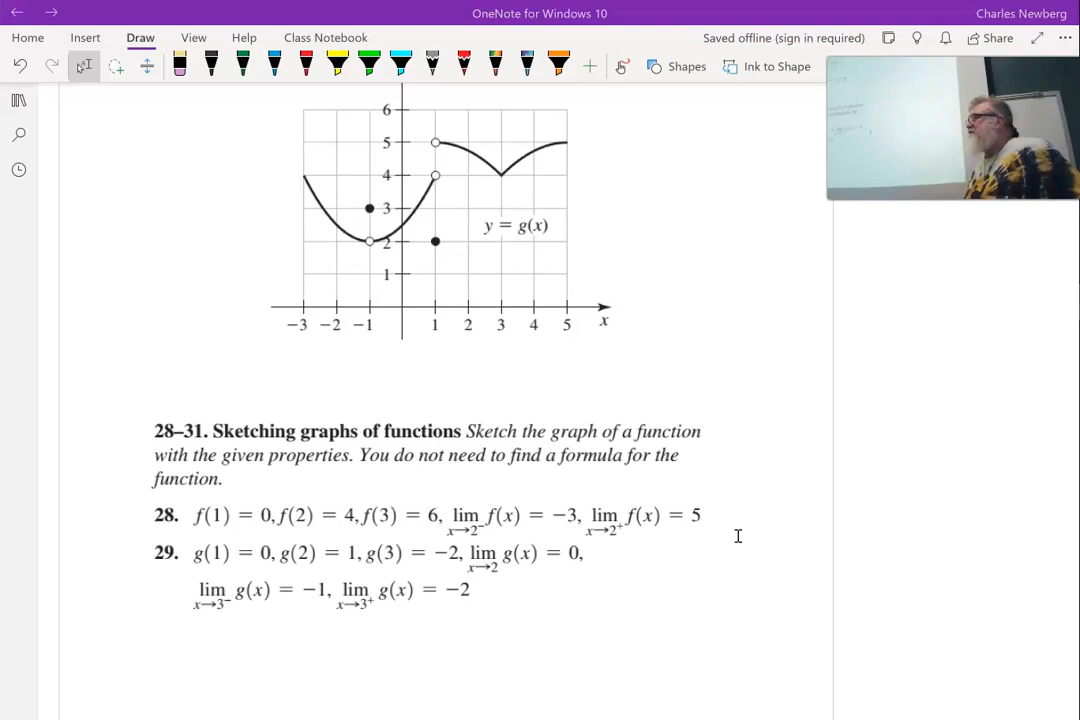 OneNote for Windows 10
Charles Newberg
Home Insert Draw View Help Class Notebook
Saved offline (sign in required) Share
Shapes Ink to Shape
6
5
4
3
2
1
y = g(x)
−3 −2 −1 1 2 3 4 5 x
28–31. Sketching graphs of functions Sketch the graph of a function
with the given properties. You do not need to find a formula for the
function.
28. f(1) = 0, f(2) = 4, f(3) = 6, lim x→2⁻ f(x) = −3, lim x→2⁺ f(x) = 5
29. g(1) = 0, g(2) = 1, g(3) = −2, lim x→2 g(x) = 0,
lim x→3⁻ g(x) = −1, lim x→3⁺ g(x) = −2